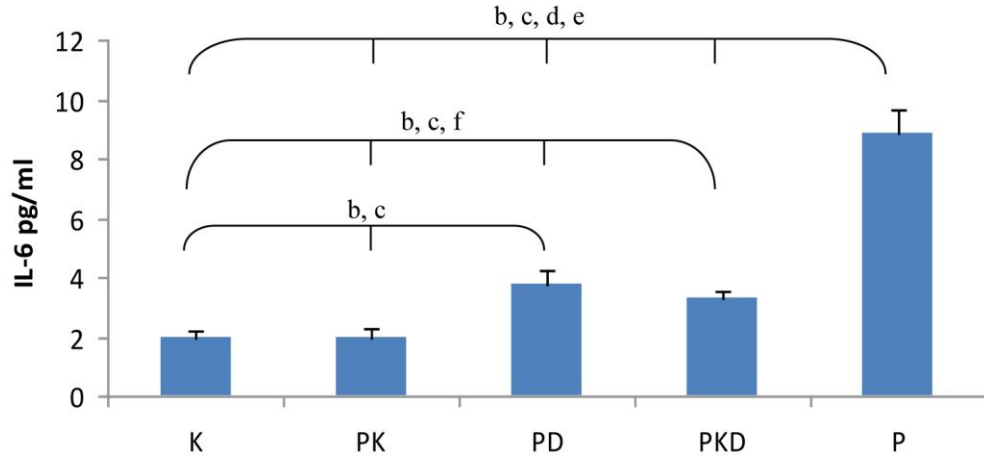 b, c, d, e
12
10
b, c, f
8
6
b, c
4
2
0
IL-6 pg/ml
K PK PD PKD P